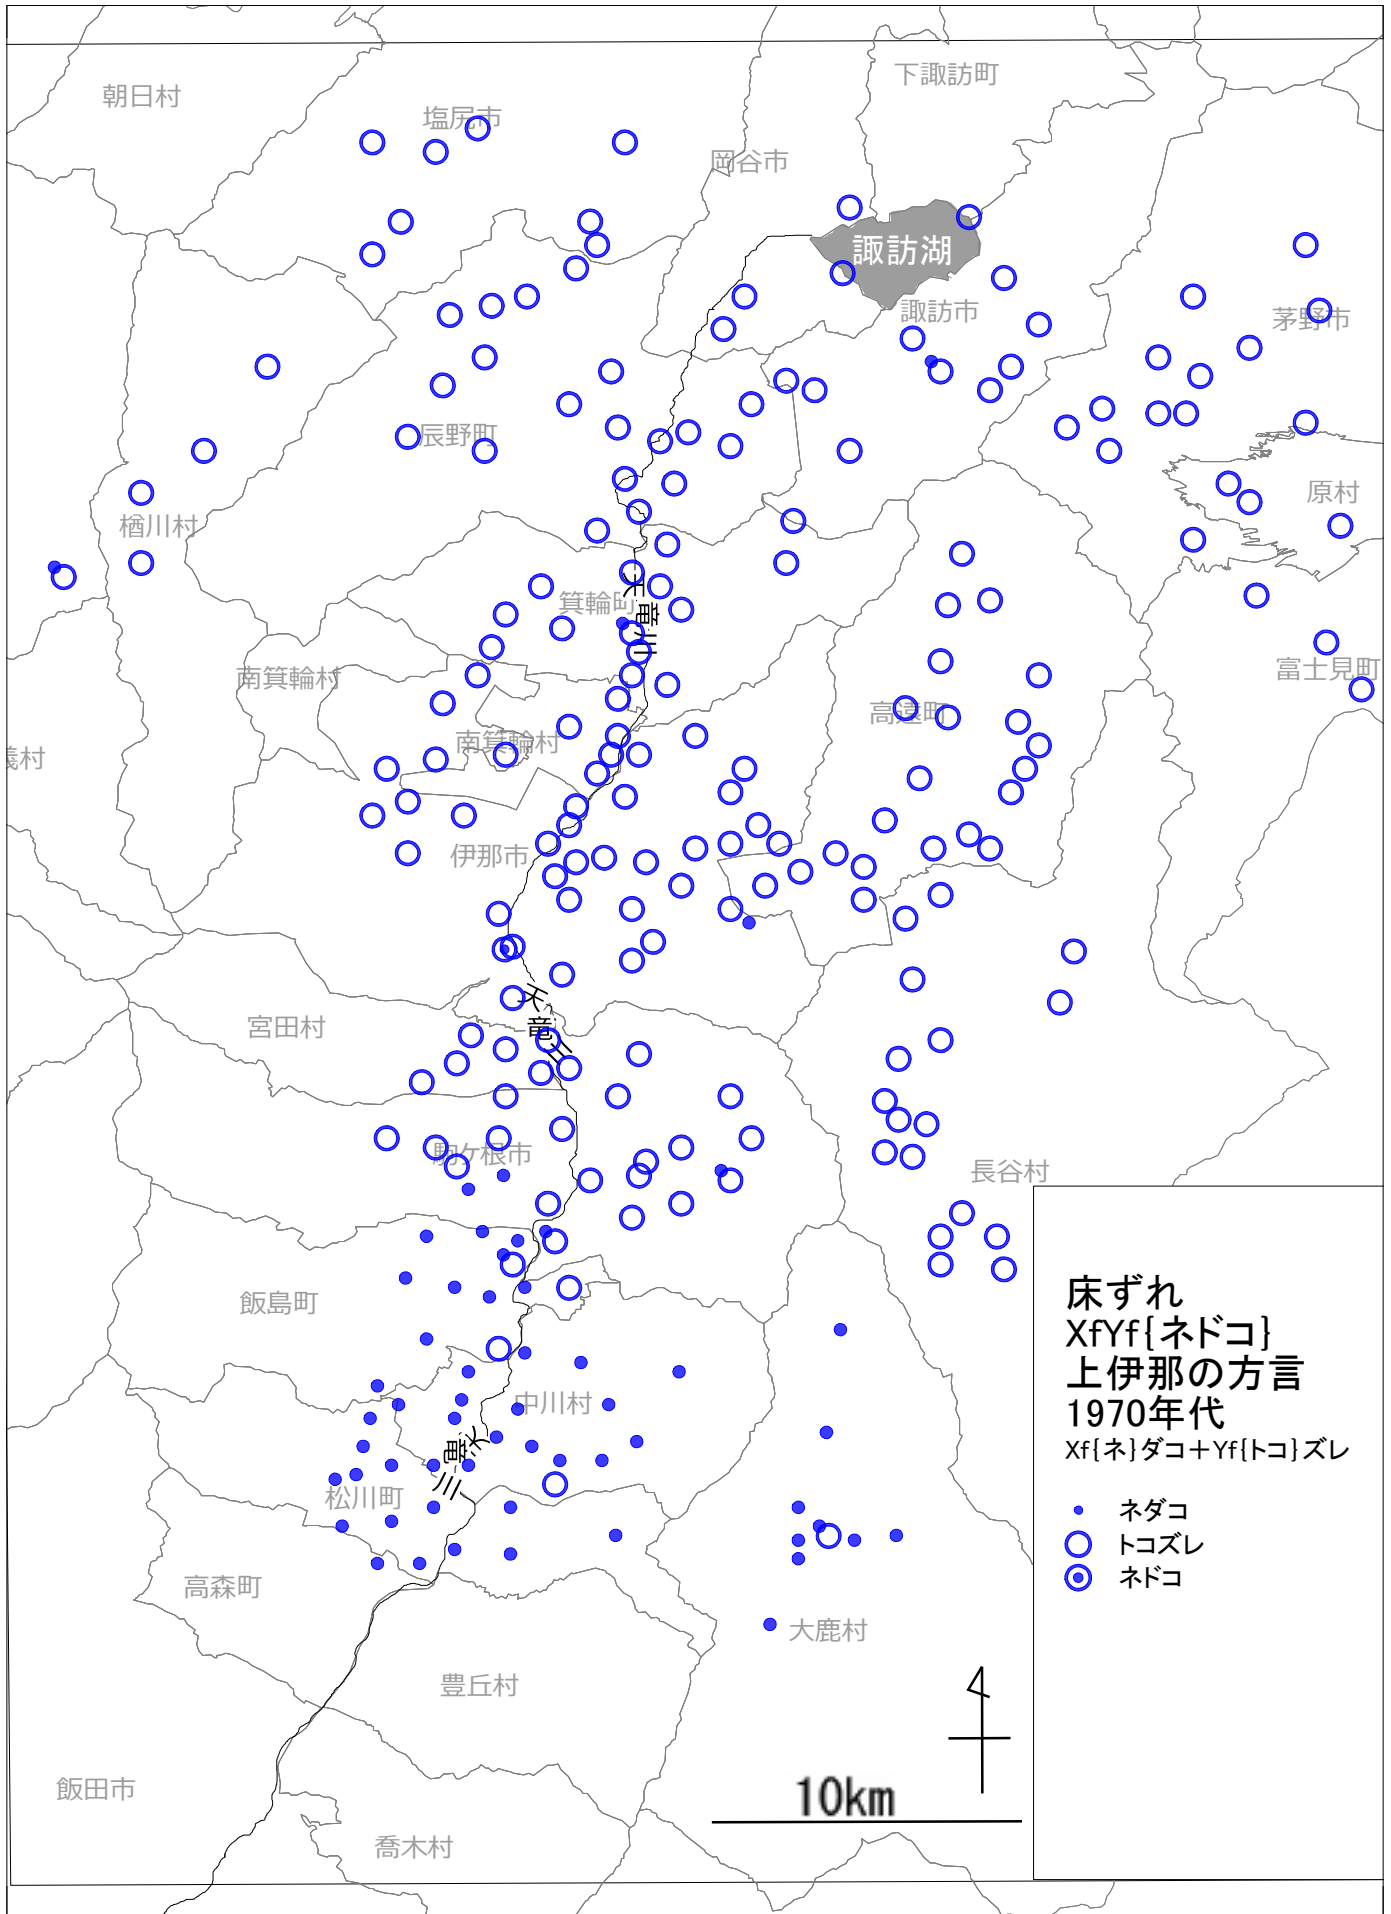 下諏訪町
朝日村
塩尻市
岡谷市
諏訪湖
諏訪市
茅野市
辰野町
原村
楢川村
天竜川
箕輪町
南箕輪村
富士見町
高遠町
南箕輪村
義村
伊那市
天竜川
宮田村
駒ケ根市
長谷村
飯島町
中川村
天竜川
松川町
高森町
大鹿村
豊丘村
飯田市
喬木村
10km
床ずれ
XfYf{ネドコ}
上伊那の方言
1970年代
Xf{ネ}ダコ＋Yf{トコ}ズレ
ネダコ
トコズレ
ネドコ